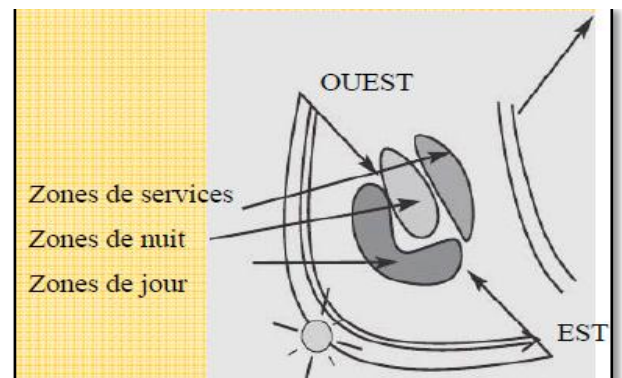 OUEST
Zones de services
Zones de nuit
Zones de jour
EST